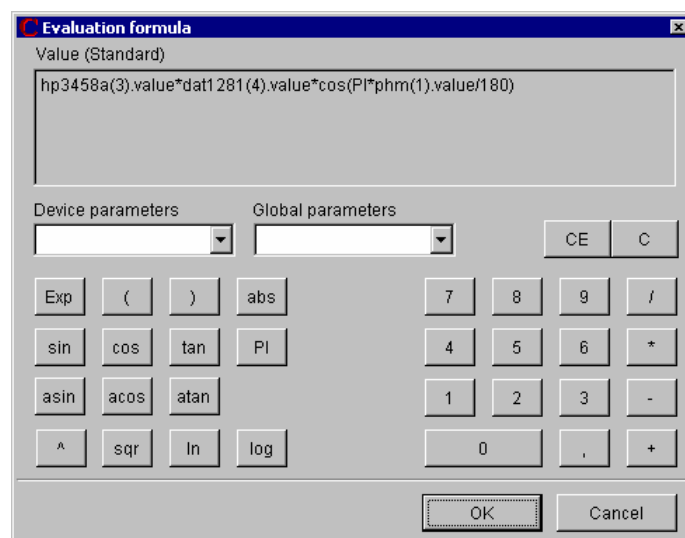 Evaluation formula
Value (Standard)
hp3458a(3).value*dat1281(4).value*cos(PI*phm(1).value/180)
Device parameters Global parameters
CE C
Exp ( ) abs 7 8 9 /
sin cos tan PI 4 5 6 *
asin acos atan 1 2 3 -
^ sqr ln log 0 , +
OK Cancel